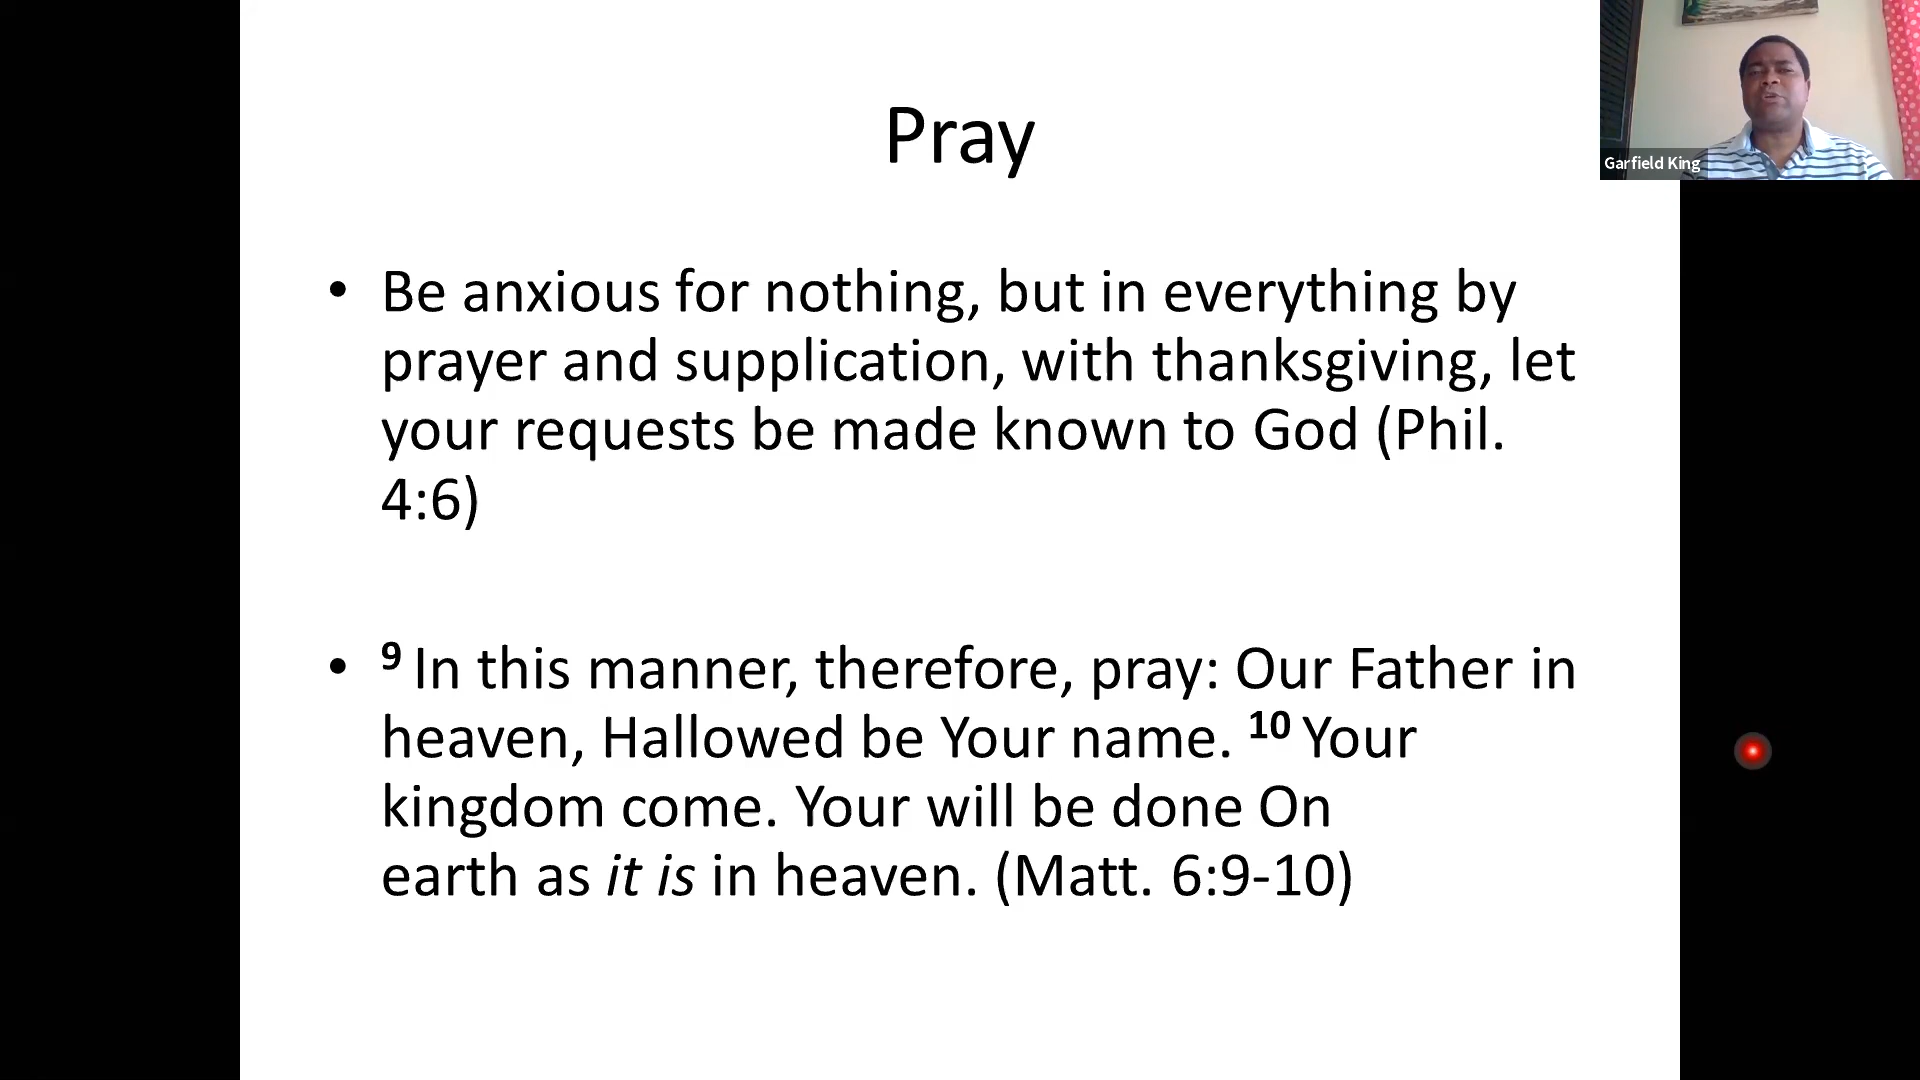 Pray
Garfield King
• Be anxious for nothing, but in everything by
prayer and supplication, with thanksgiving, let
your requests be made known to God (Phil.
4:6)
• 9 In this manner, therefore, pray: Our Father in
heaven, Hallowed be Your name. 10 Your
kingdom come. Your will be done On
earth as it is in heaven. (Matt. 6:9-10)